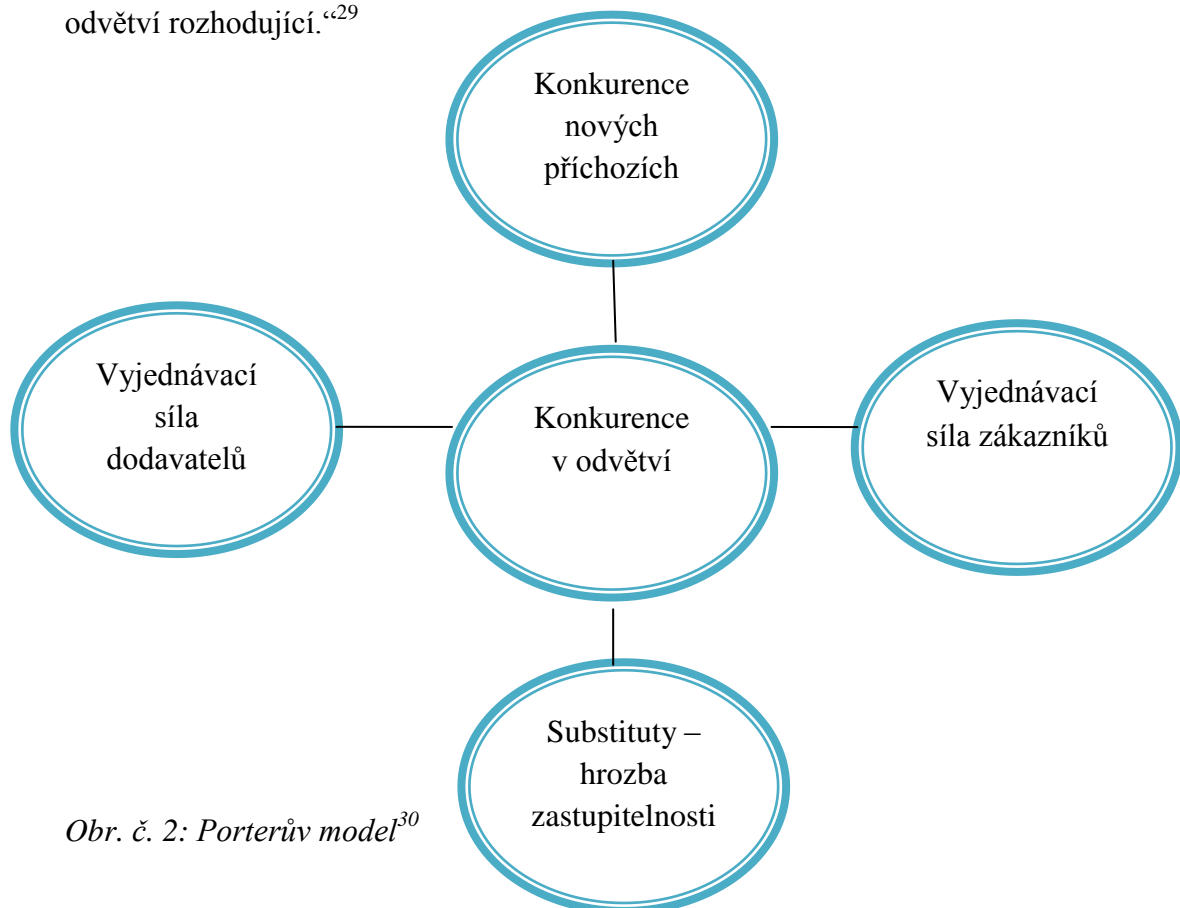 odvětví rozhodující.“29
Konkurence
nových
příchozích
Vyjednávací
síla
dodavatelů
Konkurence
v odvětví
Vyjednávací
síla zákazníků
Substituty –
hrozba
zastupitelnosti
Obr. č. 2: Porterův model30